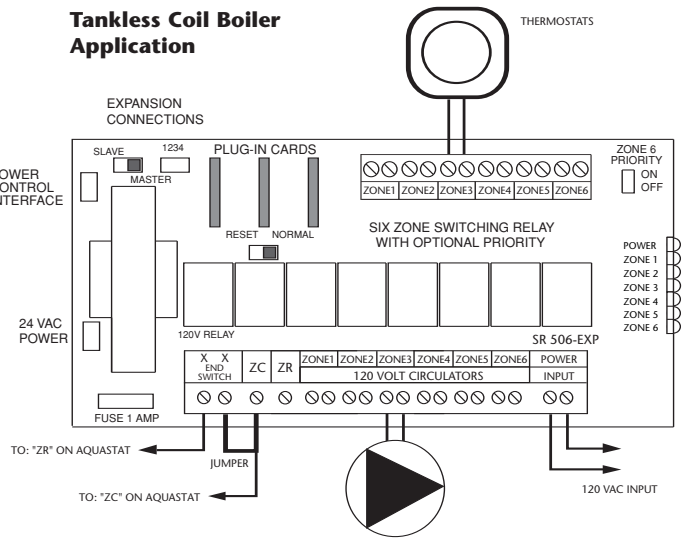 Tankless Coil Boiler
Application
THERMOSTATS
EXPANSION
CONNECTIONS
SLAVE
1234
MASTER
PLUG-IN CARDS
ZONE 6
PRIORITY
ON
OFF
OWER
ONTROL
NTERFACE
ZONE1 ZONE2 ZONE3 ZONE4 ZONE5 ZONE6
RESET NORMAL
SIX ZONE SWITCHING RELAY
WITH OPTIONAL PRIORITY
POWER
ZONE 1
ZONE 2
ZONE 3
ZONE 4
ZONE 5
ZONE 6
24 VAC
POWER
120V RELAY
SR 506-EXP
X X
END
SWITCH
ZC
ZR
ZONE1 ZONE2 ZONE3 ZONE4 ZONE5 ZONE6
120 VOLT CIRCULATORS
POWER
INPUT
FUSE 1 AMP
TO: "ZR" ON AQUASTAT
JUMPER
TO: "ZC" ON AQUASTAT
120 VAC INPUT